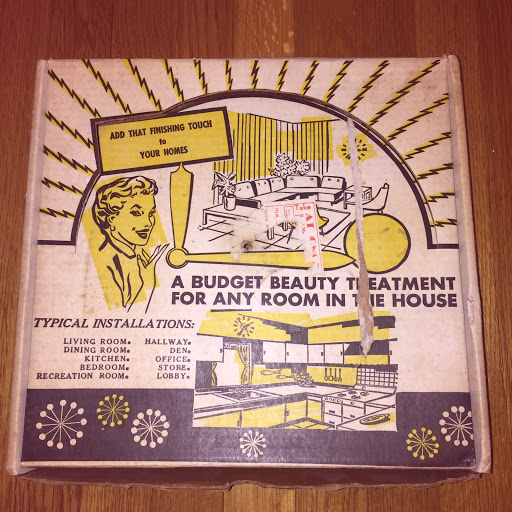 ADD THAT FINISHING TOUCH
to
YOUR HOMES
A BUDGET BEAUTY TREATMENT
FOR ANY ROOM IN THE HOUSE
TYPICAL INSTALLATIONS:
LIVING ROOM. HALLWAY.
DINING ROOM. DEN.
KITCHEN. OFFICE.
BEDROOM. STORE.
RECREATION ROOM. LOBBY.